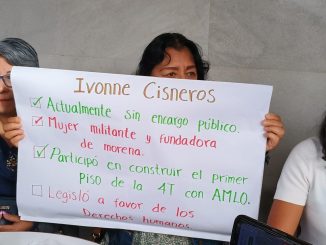 Ivonne Cisneros
Actualmente sin encargo público.
Mujer militante y fundadora
de morena.
Participó en construir el primer
Piso de la 4T con AMLO.
Legisló a favor de los
Derechos humanos